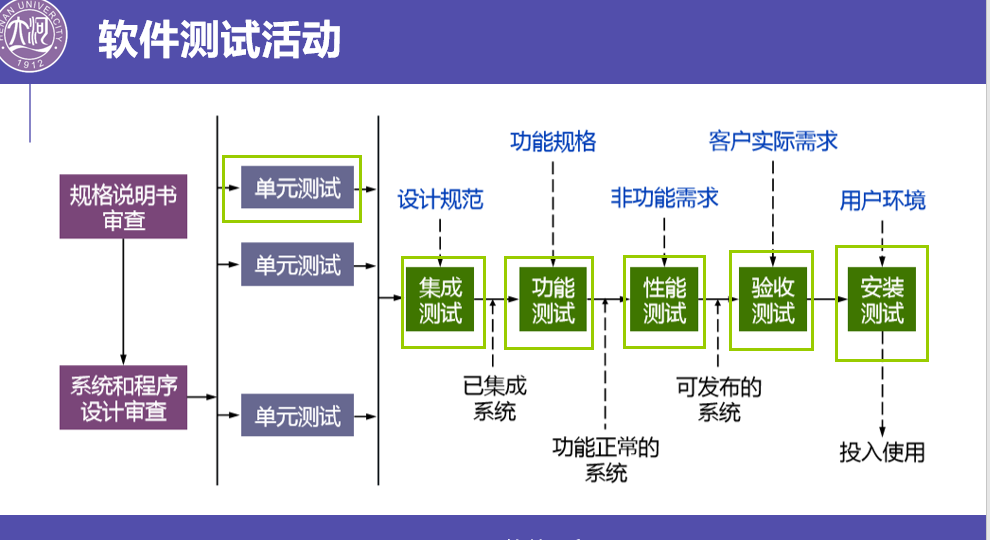 HENAN UNIVERCITY
1912
软件测试活动
规格说明书
审查
系统和程序
设计审查
单元测试
单元测试
单元测试
设计规范
功能规格
非功能需求
客户实际需求
用户环境
集成
测试
功能
测试
性能
测试
验收
测试
安装
测试
已集成
系统
功能正常的
系统
可发布的
系统
投入使用